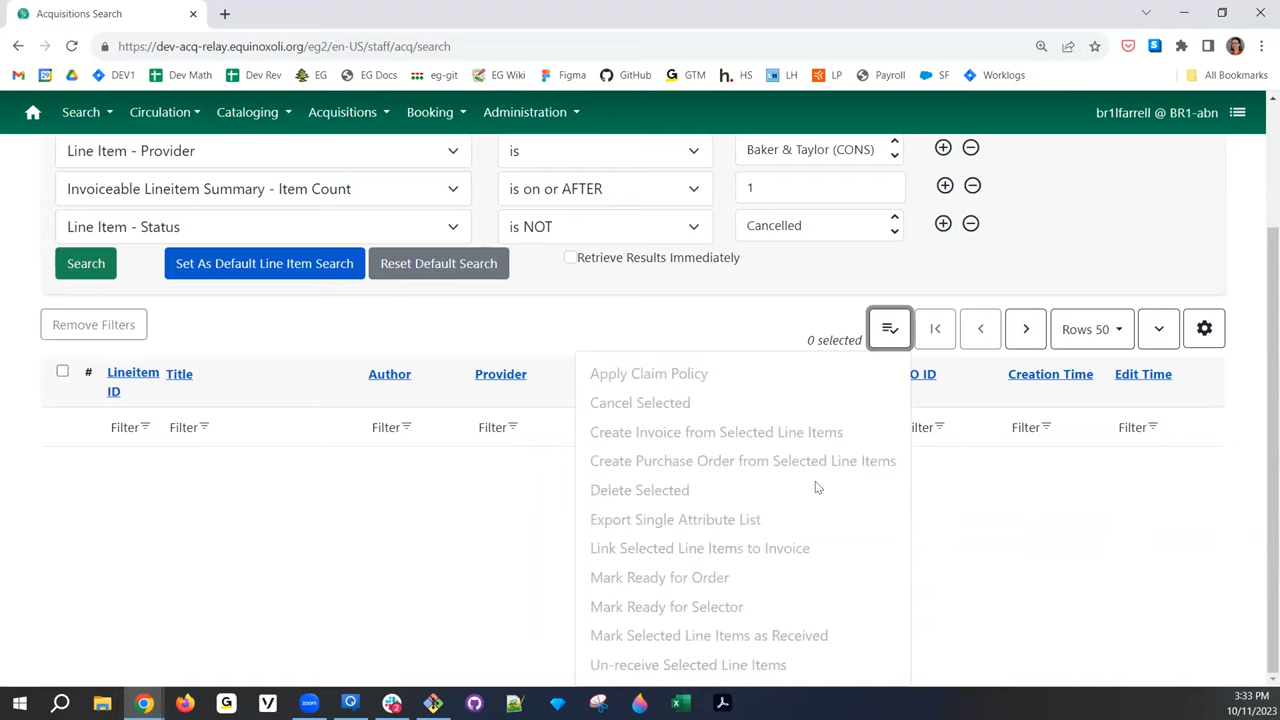 Acquisitions Search
https://dev-acq-relay.equinoxoli.org/eg2/en-US/staff/acq/search
DEV1 Dev Math Dev Rev EG EG Docs eg-git EG Wiki Figma GitHub GTM HS LH LP Payroll SF Worklogs All Bookmarks
Search Circulation Cataloging Acquisitions Booking Administration br1lfarrell @ BR1-abn
Line Item - Provider is Baker & Taylor (CONS)
Invoiceable Lineitem Summary - Item Count is on or AFTER 1
Line Item - Status is NOT Cancelled
Search Set As Default Line Item Search Reset Default Search Retrieve Results Immediately
Remove Filters 0 selected Rows 50
# Lineitem ID Title Author Provider O ID Creation Time Edit Time
Filter Filter Filter Filter ilter Filter Filter
Apply Claim Policy
Cancel Selected
Create Invoice from Selected Line Items
Create Purchase Order from Selected Line Items
Delete Selected
Export Single Attribute List
Link Selected Line Items to Invoice
Mark Ready for Order
Mark Ready for Selector
Mark Selected Line Items as Received
Un-receive Selected Line Items
3:33 PM
10/11/2023